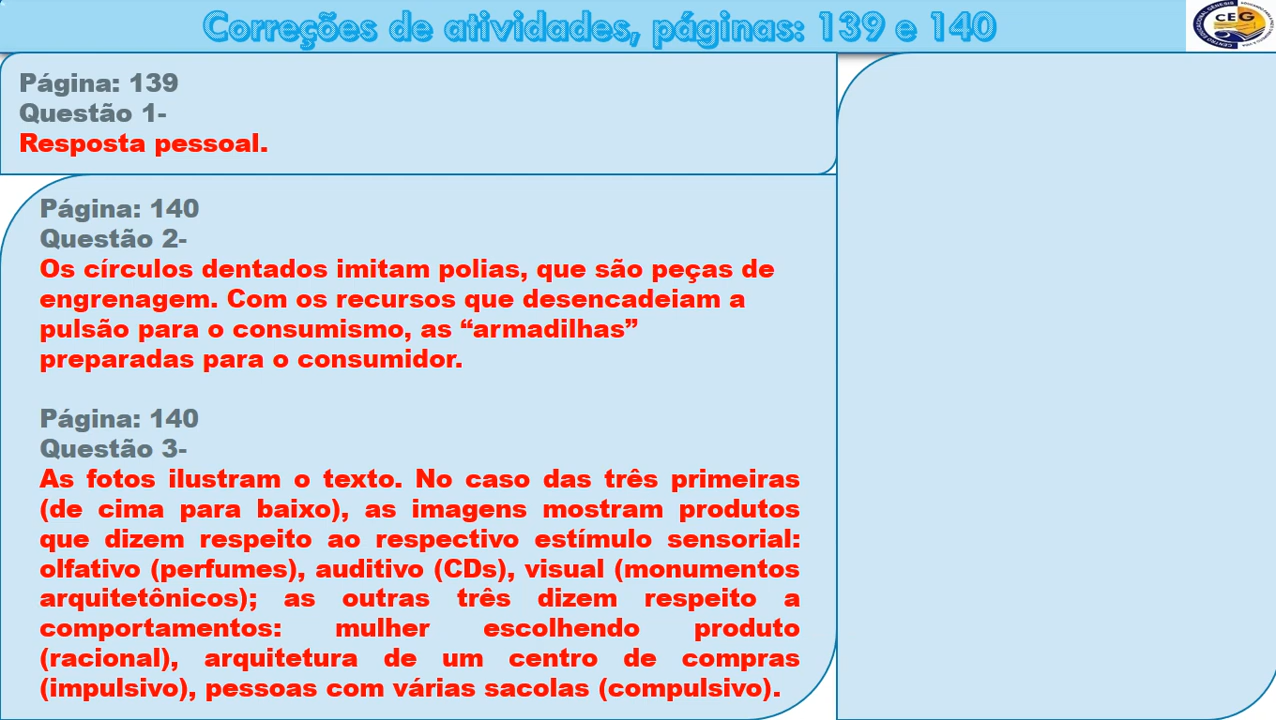 Correções de atividades, páginas: 139 e 140
CEG
Página: 139
Questão 1-
Resposta pessoal.
Página: 140
Questão 2-
Os círculos dentados imitam polias, que são peças de
engrenagem. Com os recursos que desencadeiam a
pulsão para o consumismo, as “armadilhas”
preparadas para o consumidor.
Página: 140
Questão 3-
As fotos ilustram o texto. No caso das três primeiras
(de cima para baixo), as imagens mostram produtos
que dizem respeito ao respectivo estímulo sensorial:
olfativo (perfumes), auditivo (CDs), visual (monumentos
arquitetônicos); as outras três dizem respeito a
comportamentos: mulher escolhendo produto
(racional), arquitetura de um centro de compras
(impulsivo), pessoas com várias sacolas (compulsivo).